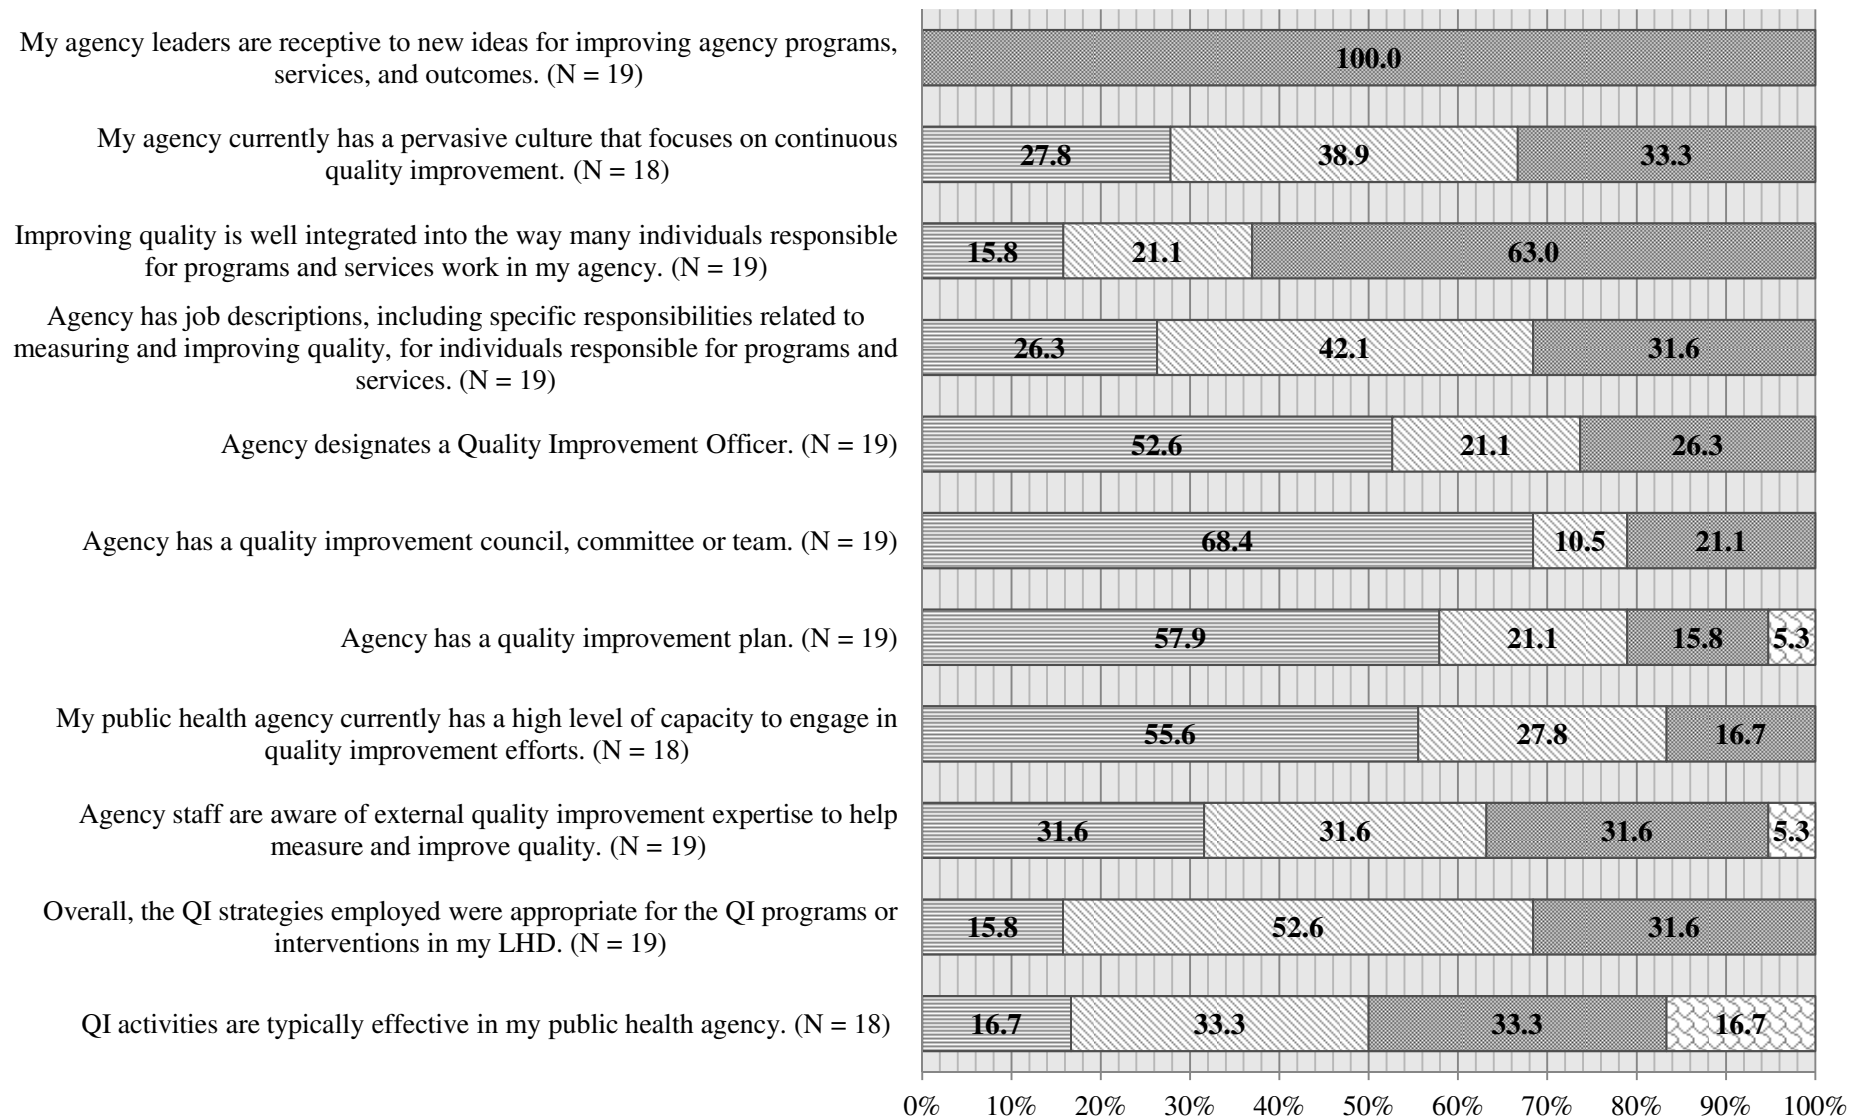 My agency leaders are receptive to new ideas for improving agency programs,
services, and outcomes. (N = 19)
100.0
My agency currently has a pervasive culture that focuses on continuous
quality improvement. (N = 18)
27.8 38.9 33.3
Improving quality is well integrated into the way many individuals responsible
for programs and services work in my agency. (N = 19)
15.8 21.1 63.0
Agency has job descriptions, including specific responsibilities related to
measuring and improving quality, for individuals responsible for programs and
services. (N = 19)
26.3 42.1 31.6
Agency designates a Quality Improvement Officer. (N = 19)
52.6 21.1 26.3
Agency has a quality improvement council, committee or team. (N = 19)
68.4 10.5 21.1
Agency has a quality improvement plan. (N = 19)
57.9 21.1 15.8 5.3
My public health agency currently has a high level of capacity to engage in
quality improvement efforts. (N = 18)
55.6 27.8 16.7
Agency staff are aware of external quality improvement expertise to help
measure and improve quality. (N = 19)
31.6 31.6 31.6 5.3
Overall, the QI strategies employed were appropriate for the QI programs or
interventions in my LHD. (N = 19)
15.8 52.6 31.6
QI activities are typically effective in my public health agency. (N = 18)
16.7 33.3 33.3 16.7
0% 10% 20% 30% 40% 50% 60% 70% 80% 90% 100%